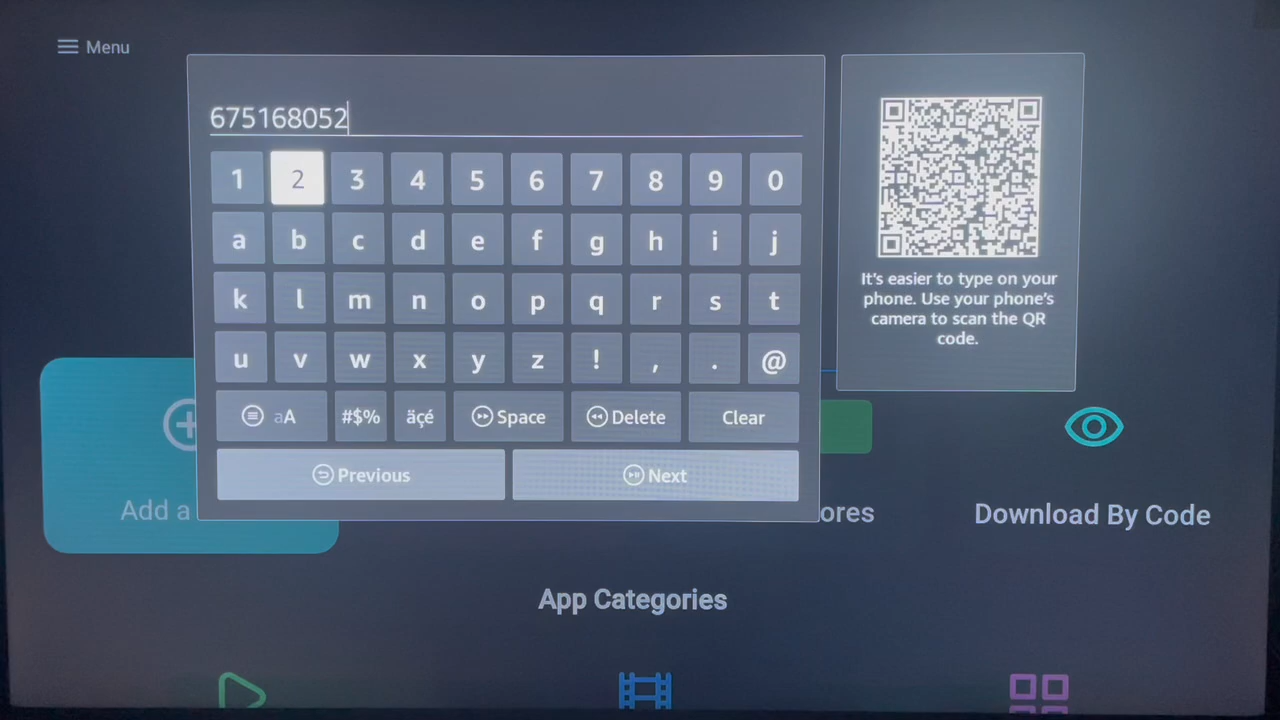 Menu
675168052
1 2 3 4 5 6 7 8 9 0
a b c d e f g h i j
k l m n o p q r s t
u v w x y z ! , . @
aA #$% äçé Space Delete Clear
Previous Next
It's easier to type on your
phone. Use your phone's
camera to scan the QR
code.
Add a
ores
Download By Code
App Categories